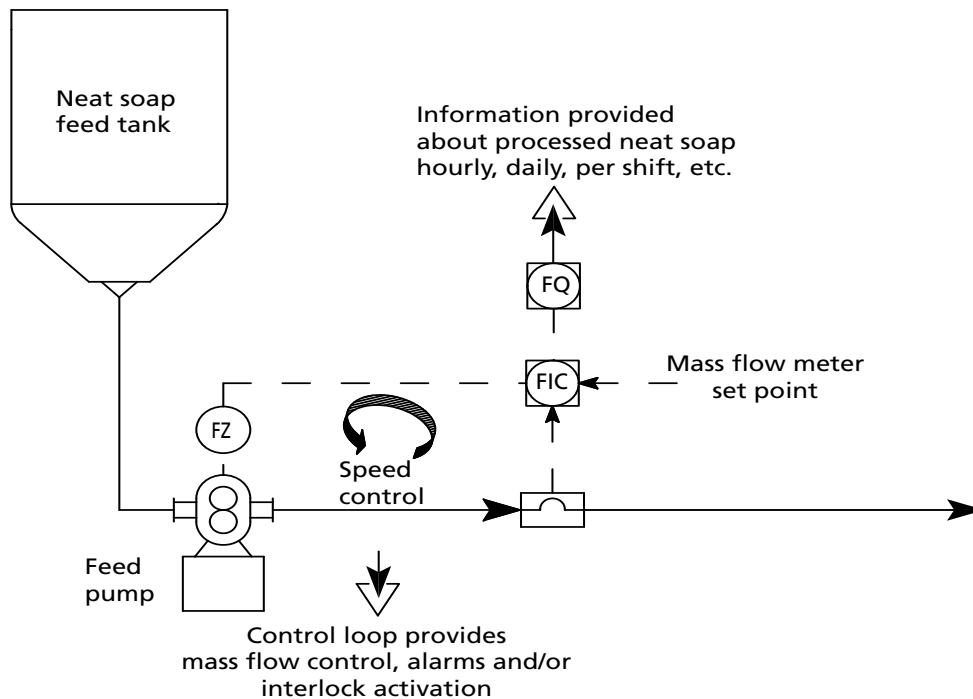 Neat soap
feed tank
Information provided
about processed neat soap
hourly, daily, per shift, etc.
FQ
FIC
Mass flow meter
set point
FZ
Speed
control
Feed
pump
Control loop provides
mass flow control, alarms and/or
interlock activation